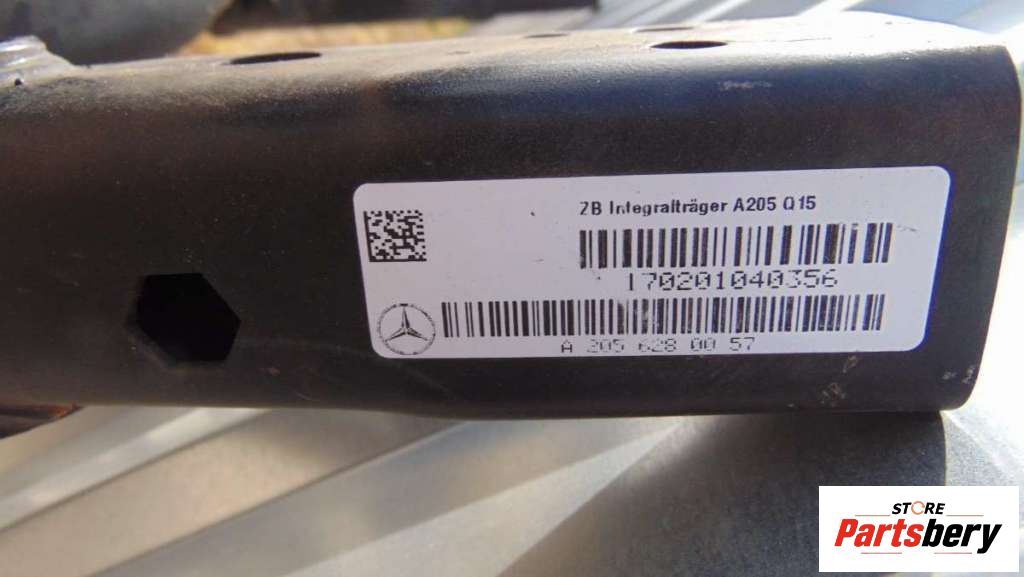 ZB Integralträger A205 Q15
170201040356
A 205 628 00 57
STORE
Partsbery